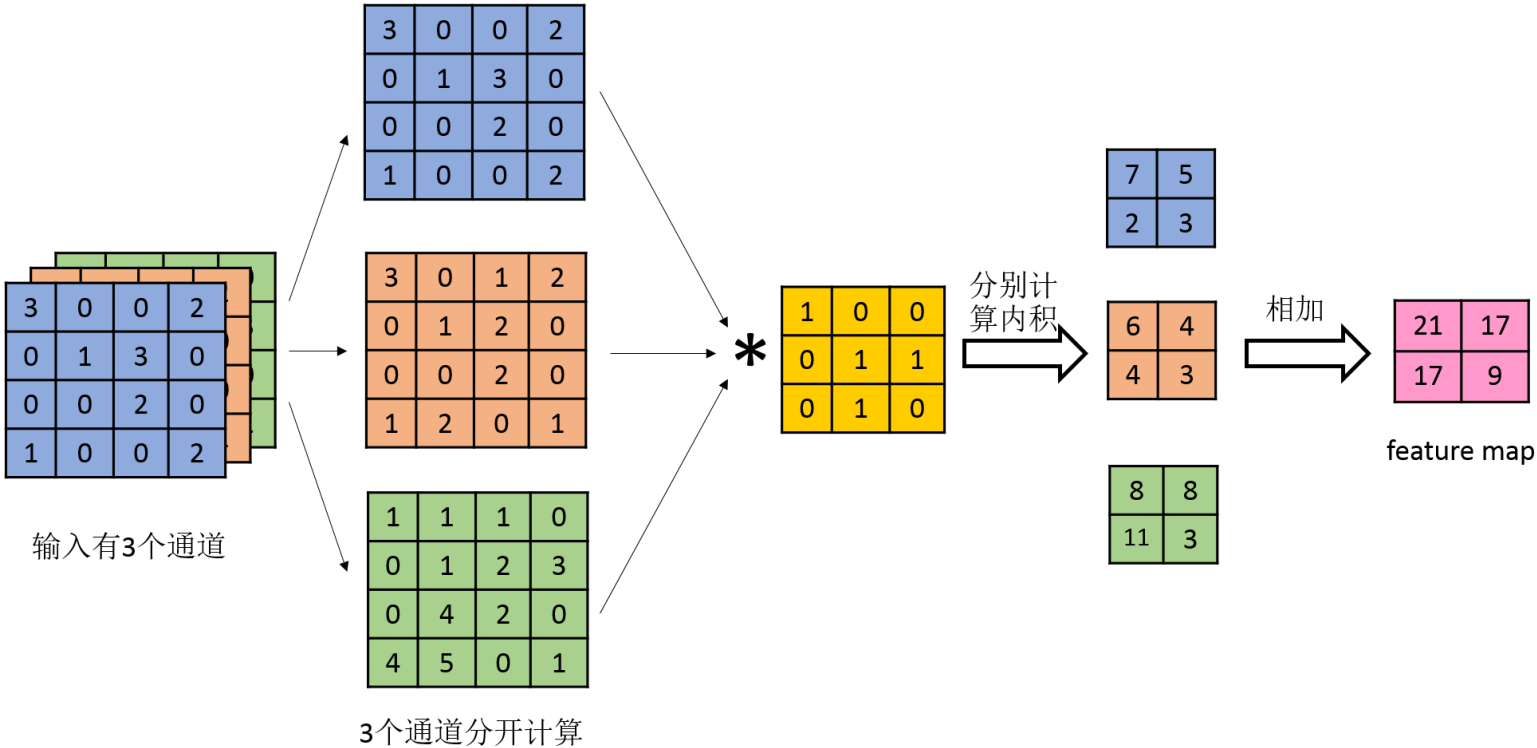 3 0 0 2
0 1 3 0
0 0 2 0
1 0 0 2
3 0 0 2
0 1 3 0
0 0 2 0
1 0 0 2
输入有3个通道
3 0 1 2
0 1 2 0
0 0 2 0
1 2 0 1
1 1 1 0
0 1 2 3
0 4 2 0
4 5 0 1
3个通道分开计算
*
1 0 0
0 1 1
0 1 0
分别计
算内积
7 5
2 3
6 4
4 3
8 8
11 3
相加
21 17
17 9
feature map